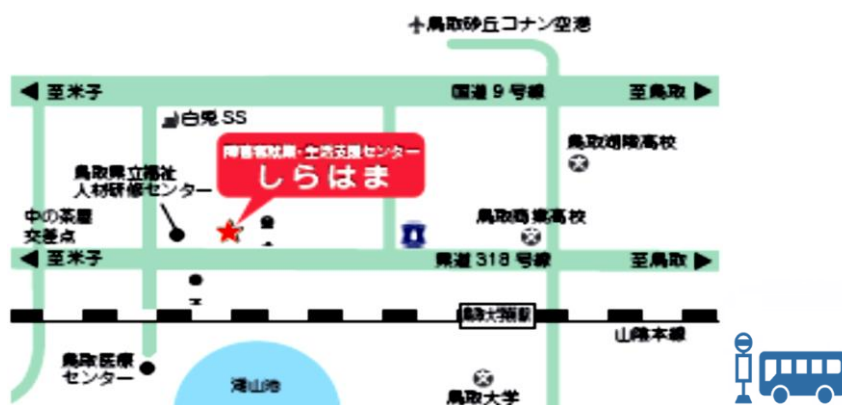 鳥取砂丘コナン空港
至米子
国道9号線
至鳥取
白兎SS
障害者就業・生活支援センター
しらはま
鳥取湖陵高校
鳥取県立福祉
人材研修センター
中の茶屋
交差点
鳥取商業高校
至米子
県道318号線
至鳥取
鳥取大学前駅
山陰本線
鳥取医療
センター
湖山池
鳥取大学